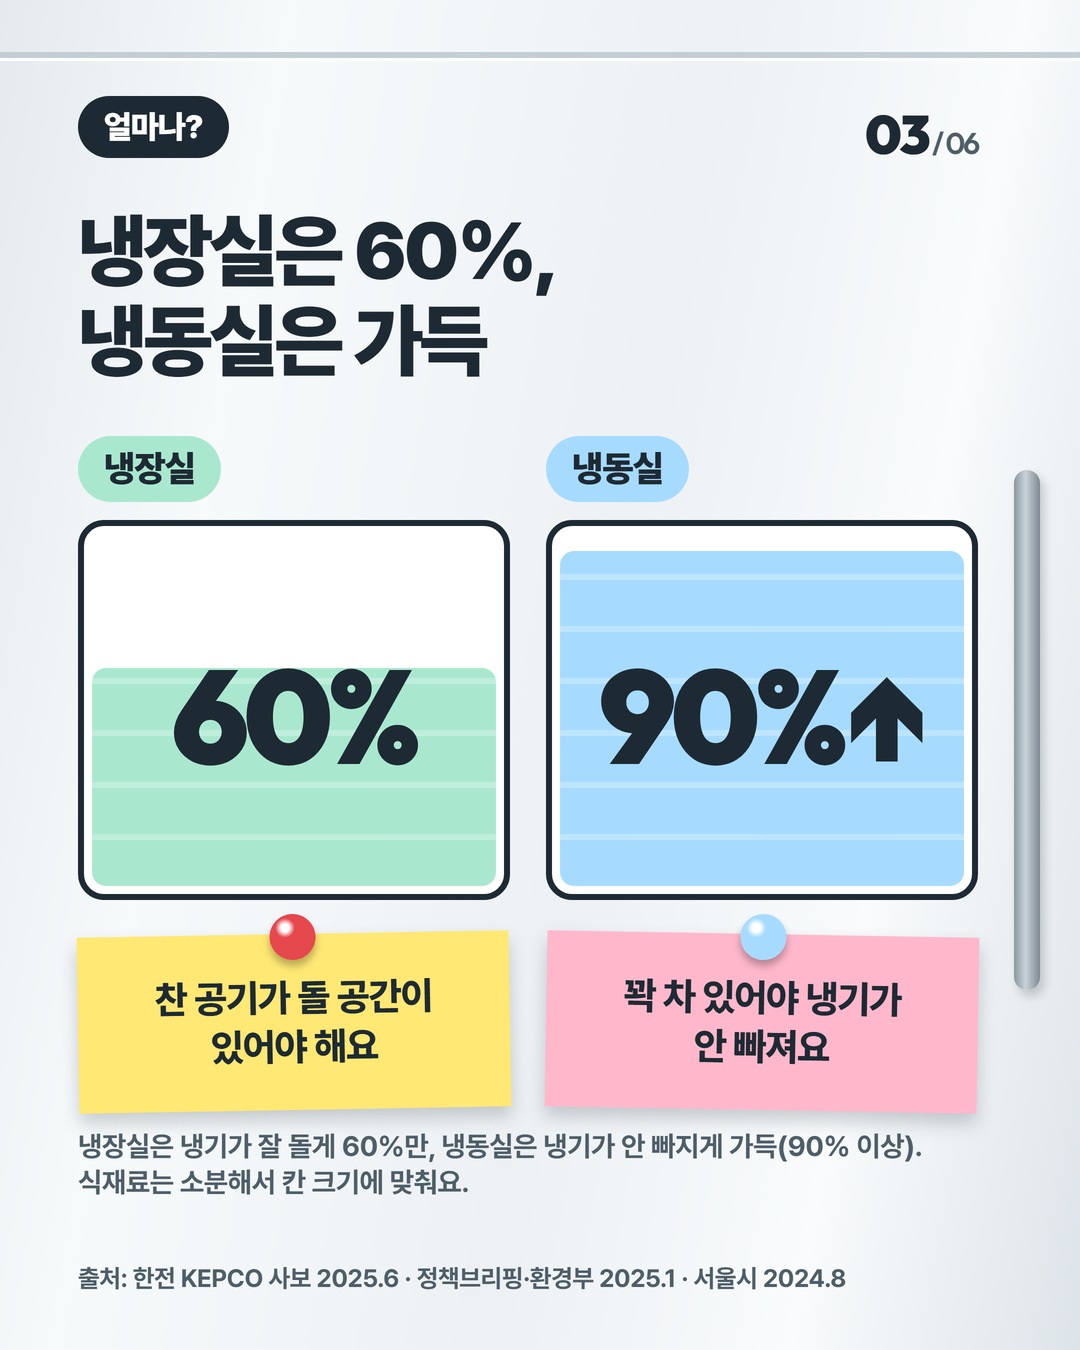 얼마나?
03/06
냉장실은 60%,
냉동실은 가득
냉장실
냉동실
60%
90%↑
찬 공기가 돌 공간이
있어야 해요
꽉 차 있어야 냉기가
안 빠져요
냉장실은 냉기가 잘 돌게 60%만, 냉동실은 냉기가 안 빠지게 가득(90% 이상).
식재료는 소분해서 칸 크기에 맞춰요.
출처: 한전 KEPCO 사보 2025.6 · 정책브리핑·환경부 2025.1 · 서울시 2024.8